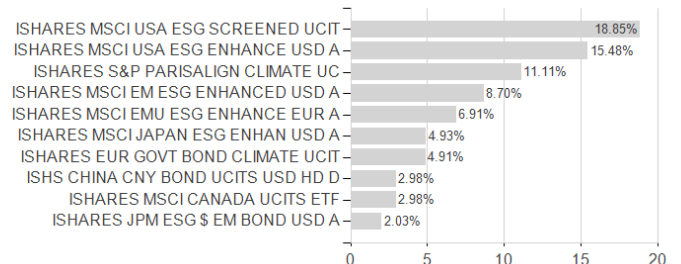 ISHARES MSCI USA ESG SCREENED UCIT 18.85%
ISHARES MSCI USA ESG ENHANCE USD A 15.48%
ISHARES S&P PARISALIGN CLIMATE UC 11.11%
ISHARES MSCI EM ESG ENHANCED USD A 8.70%
ISHARES MSCI EMU ESG ENHANCE EUR A 6.91%
ISHARES MSCI JAPAN ESG ENHAN USD A 4.93%
ISHARES EUR GOVT BOND CLIMATE UCIT 4.91%
ISHS CHINA CNY BOND UCITS USD HD D 2.98%
ISHARES MSCI CANADA UCITS ETF 2.98%
ISHARES JPM ESG $ EM BOND USD A 2.03%
0 5 10 15 20